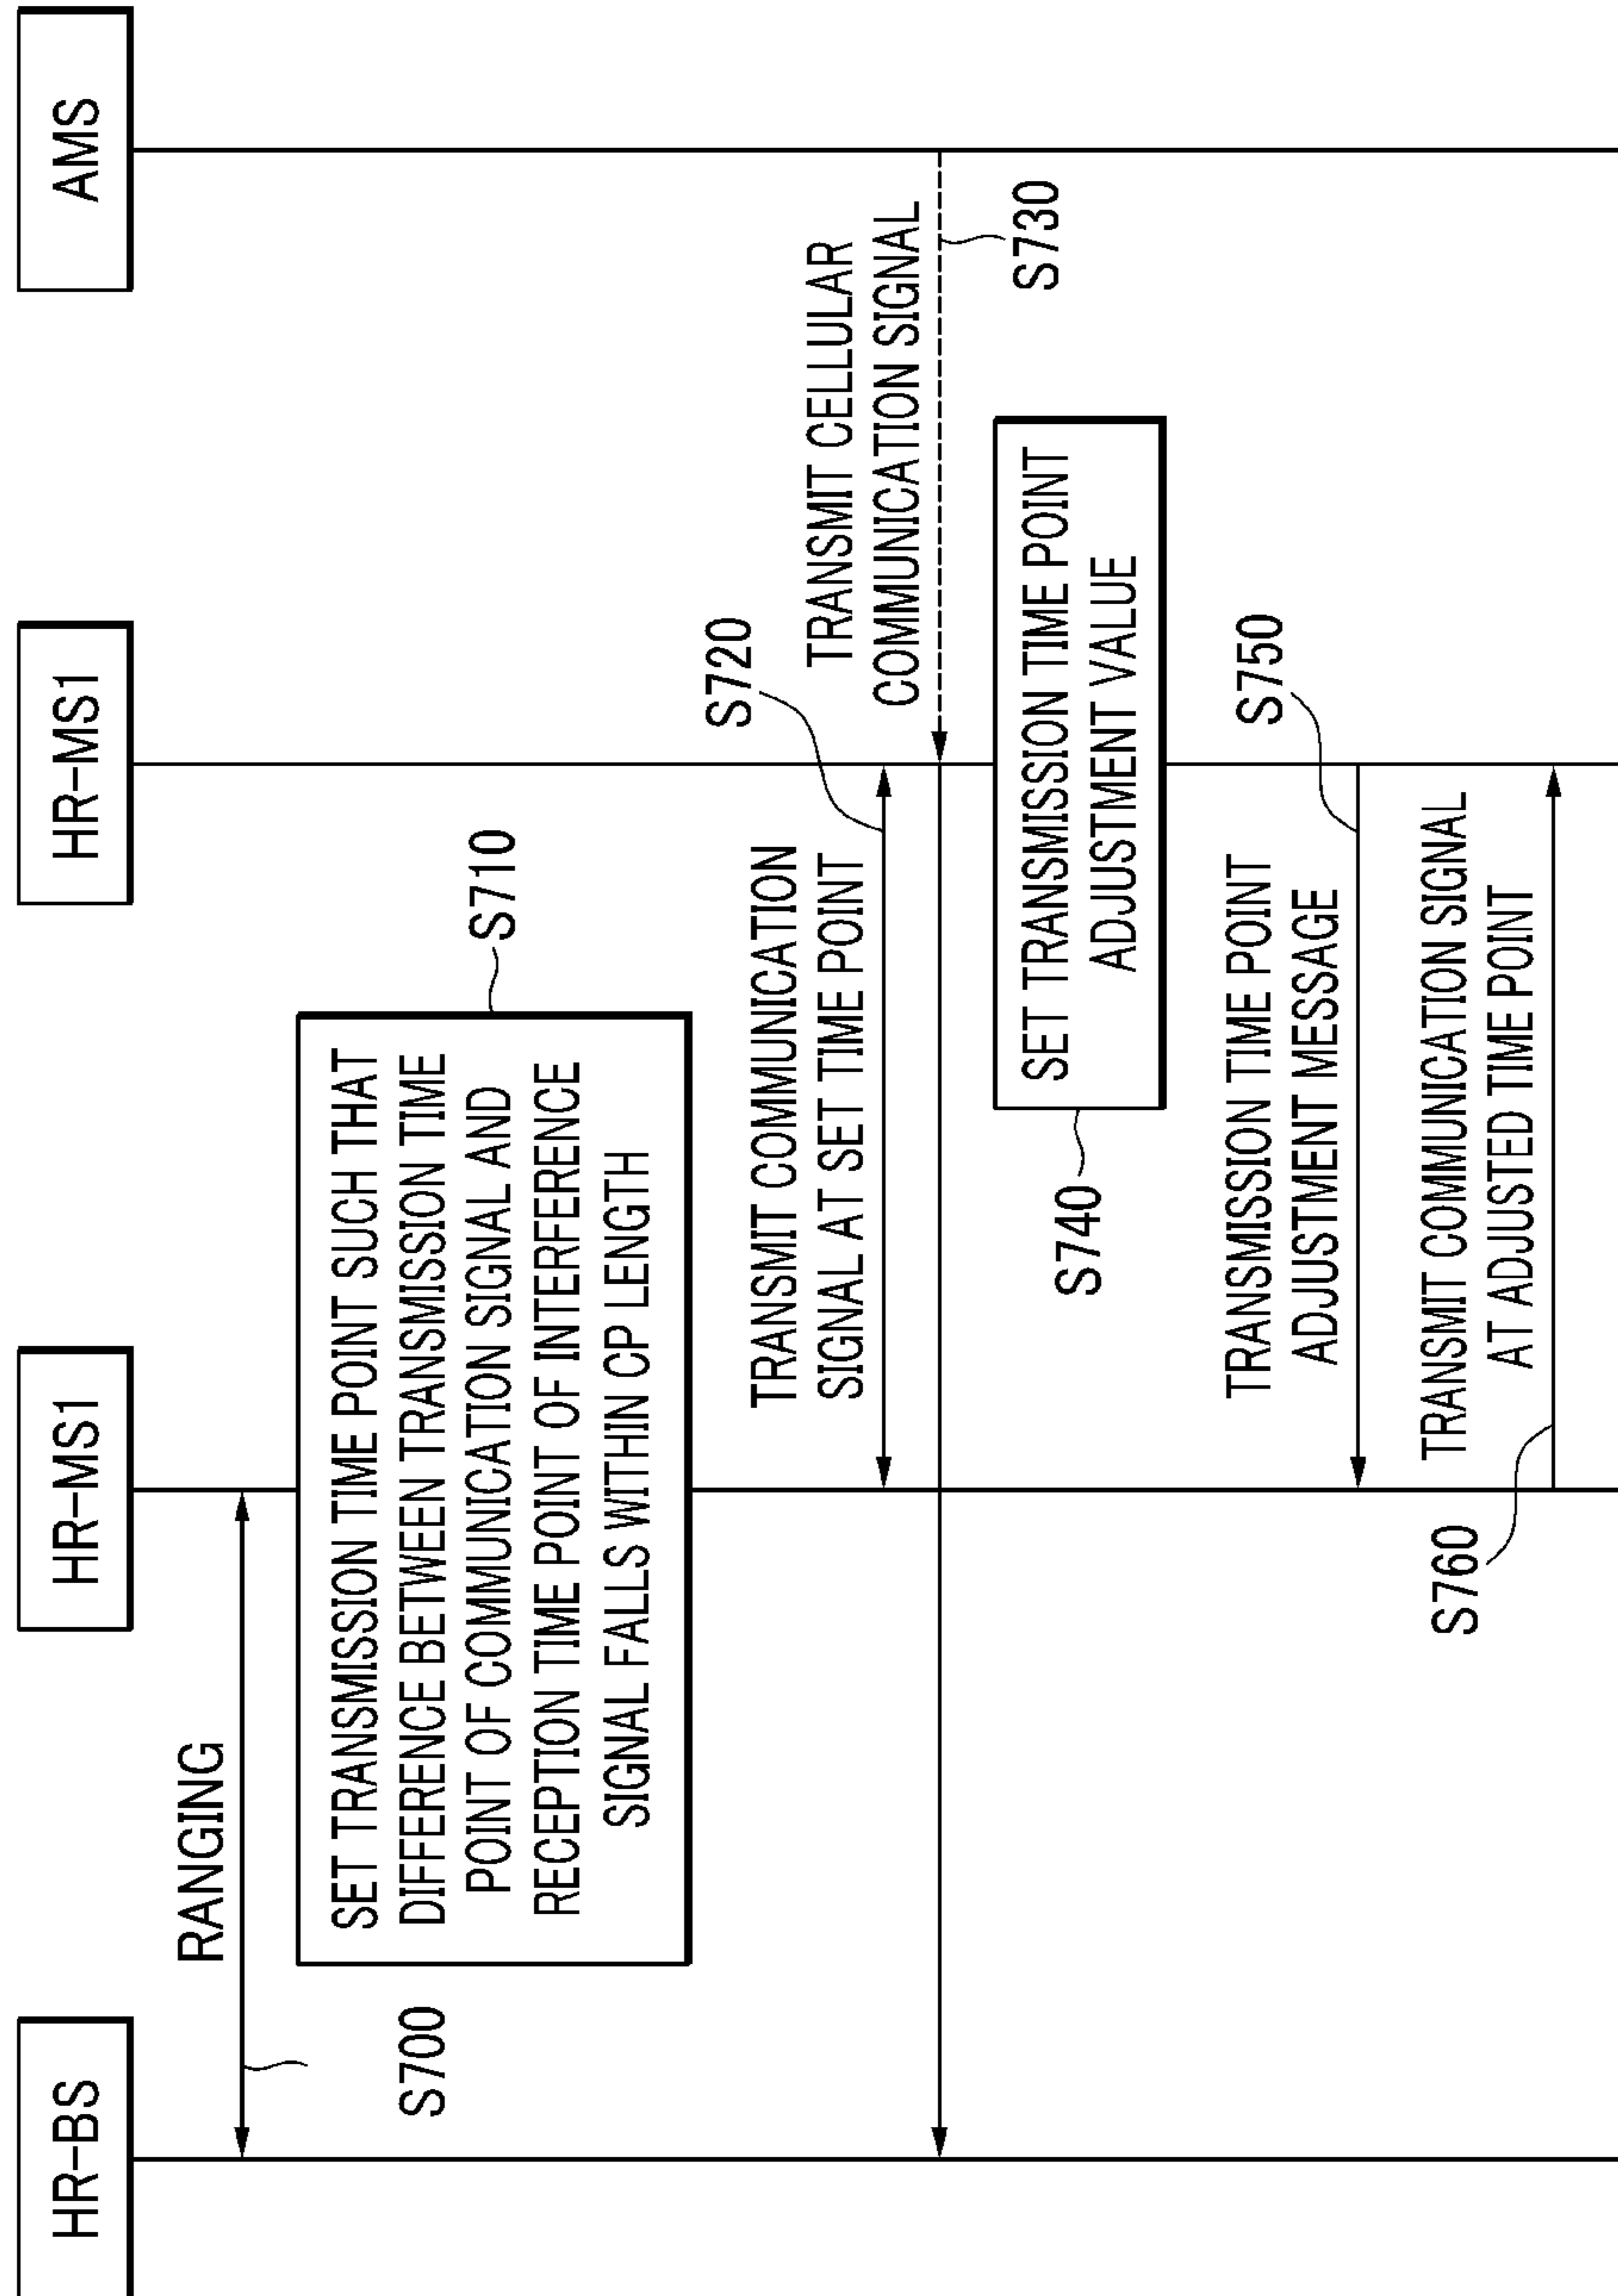 HR-BS
HR-MS1
HR-MS1
AMS
RANGING
S700
SET TRANSMISSION TIME POINT SUCH THAT
DIFFERENCE BETWEEN TRANSMISSION TIME
POINT OF COMMUNICATION SIGNAL AND
RECEPTION TIME POINT OF INTERFERENCE
SIGNAL FALLS WITHIN CP LENGTH
S710
TRANSMIT COMMUNICATION
SIGNAL AT SET TIME POINT
S720
TRANSMIT CELLULAR
COMMUNICATION SIGNAL
S730
SET TRANSMISSION TIME POINT
ADJUSTMENT VALUE
S740
TRANSMISSION TIME POINT
ADJUSTMENT MESSAGE
S750
TRANSMIT COMMUNICATION SIGNAL
AT ADJUSTED TIME POINT
S760